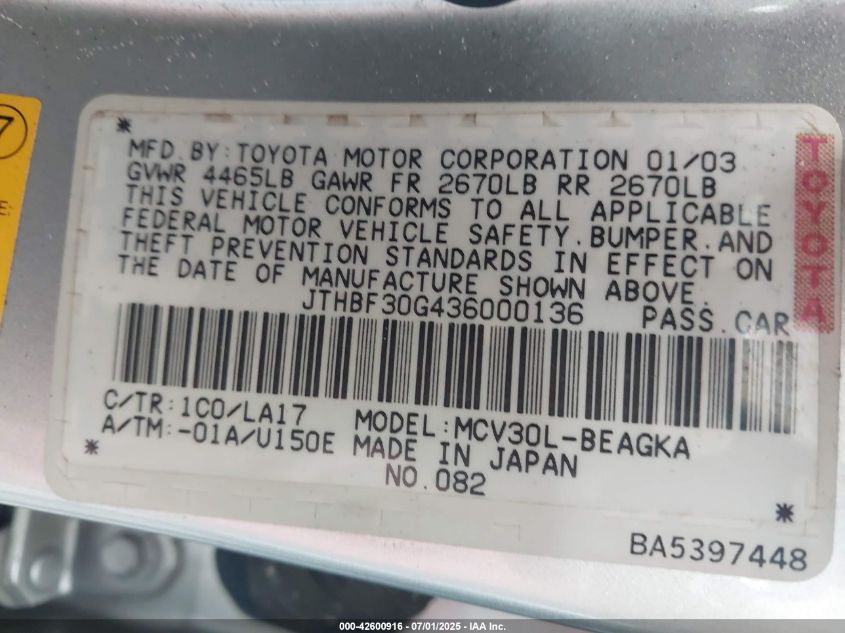 7
E:
MFD. BY: TOYOTA MOTOR CORPORATION 01/03
GVWR 4465LB GAWR FR 2670LB RR 2670LB
THIS VEHICLE CONFORMS TO ALL APPLICABLE
FEDERAL MOTOR VEHICLE SAFETY, BUMPER, AND
THEFT PREVENTION STANDARDS IN EFFECT ON
THE DATE OF MANUFACTURE SHOWN ABOVE.
JTHBF30G436000136 PASS. CAR
TOYOTA
C/TR: 1C0/LA17 MODEL: MCV30L-BEAGKA
A/TM: -01A/U150E MADE IN JAPAN
NO. 082
BA5397448
000-42600916 - 07/01/2025 - IAA Inc.